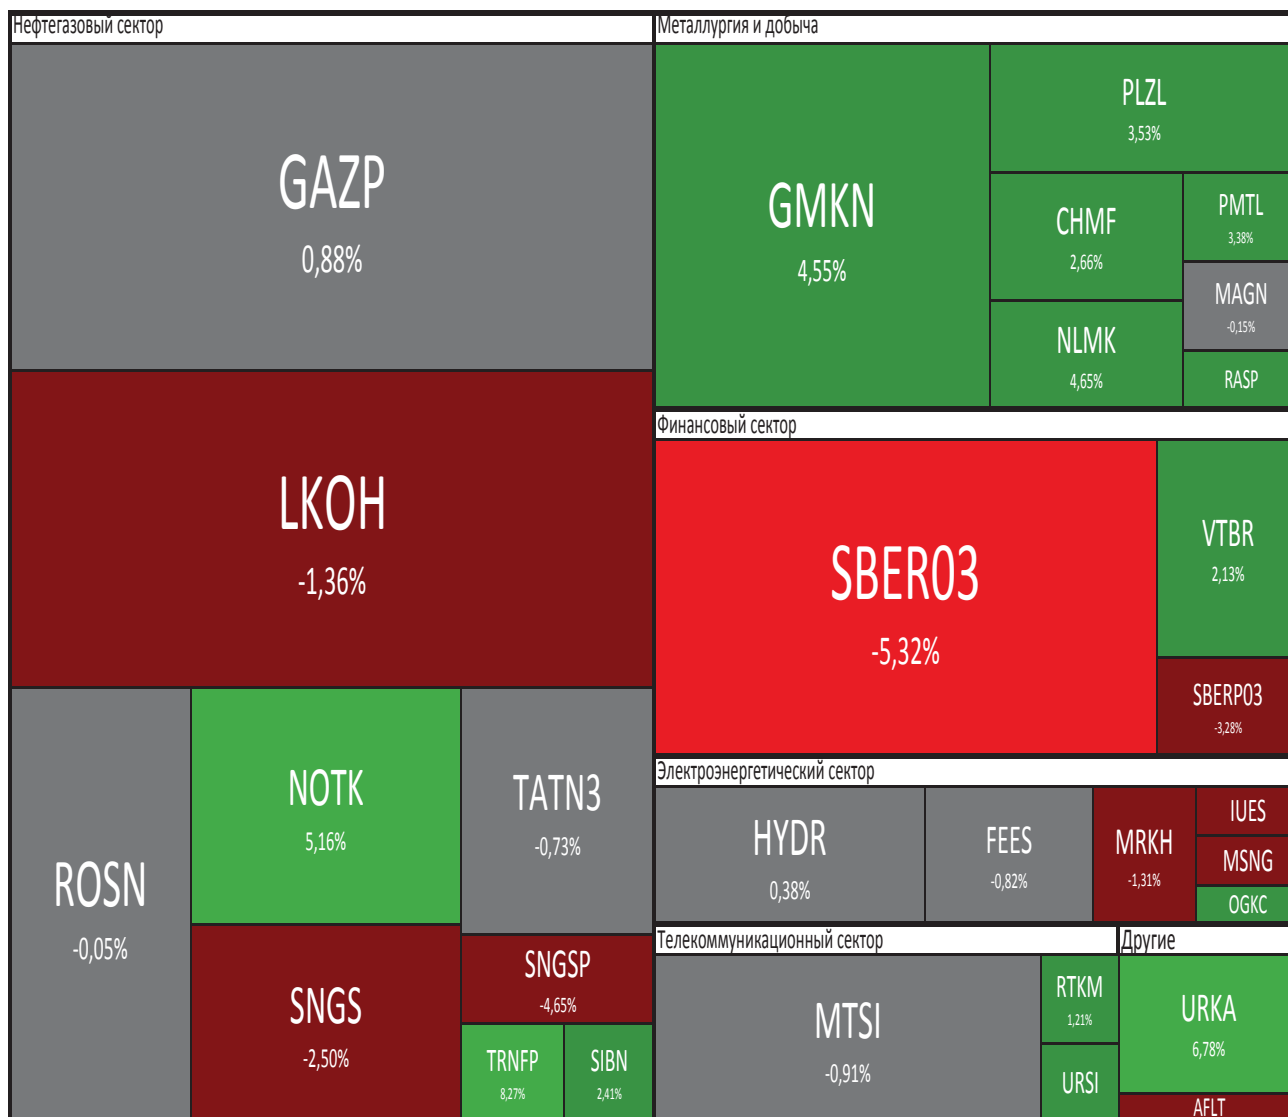 Нефтегазовый сектор
GAZP
0,88%
LKOH
-1,36%
ROSN
-0,05%
NOTK
5,16%
SNGS
-2,50%
TATN3
-0,73%
SNGSP
-4,65%
TRNFP
8,27%
SIBN
2,41%
Металлургия и добыча
GMKN
4,55%
PLZL
3,53%
CHMF
2,66%
NLMK
4,65%
PMTL
3,38%
MAGN
-0,15%
RASP
Финансовый сектор
SBER03
-5,32%
VTBR
2,13%
SBERP03
-3,28%
Электроэнергетический сектор
HYDR
0,38%
FEES
-0,82%
MRKH
-1,31%
IUES
MSNG
OGKC
Телекоммуникационный сектор
MTSI
-0,91%
RTKM
1,21%
URSI
Другие
URKA
6,78%
AFLT